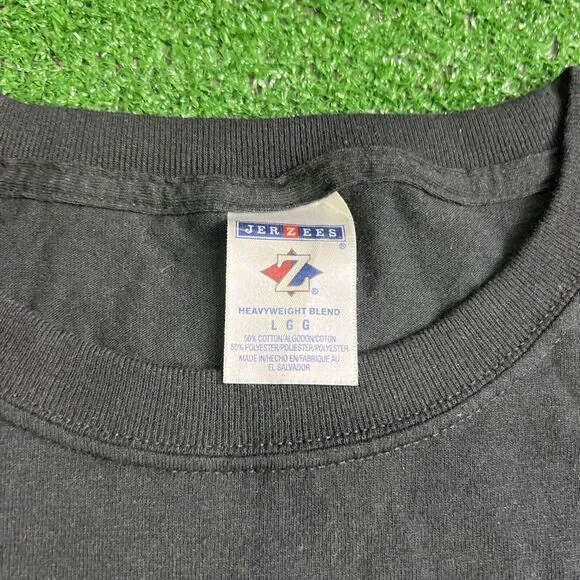 JERZEES
®
Z
®
HEAVYWEIGHT BLEND
L G G
50% COTTON/ALGODON/COTON
50% POLYESTER/POLIESTER/POLYESTER
MADE IN/HECHO EN/FABRIQUE AU
EL SALVADOR